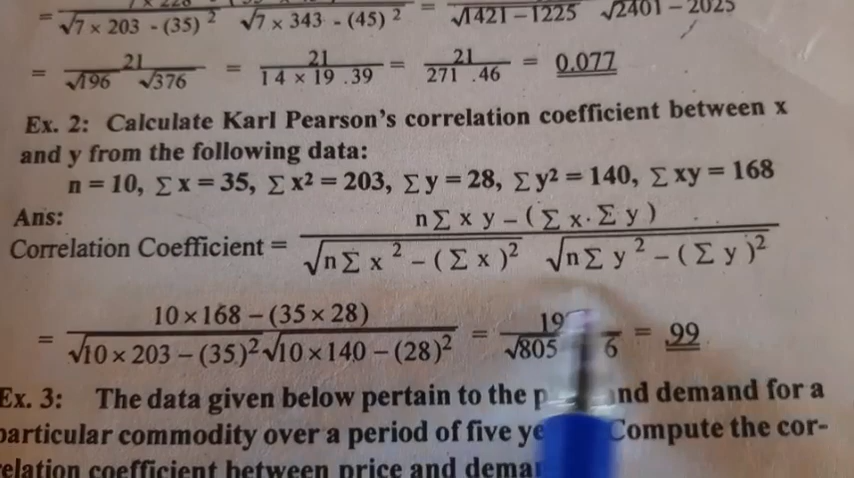 = √7 × 203 - (35) ² √7 × 343 - (45) ² = √1421 – 1225 √2401 – 2025
= 21 / √196 √376 = 21 / 14 × 19 .39 = 21 / 271 .46 = 0.077
Ex. 2: Calculate Karl Pearson's correlation coefficient between x
and y from the following data:
n = 10, ∑ x = 35, ∑ x² = 203, ∑ y = 28, ∑ y² = 140, ∑ xy = 168
Ans:
Correlation Coefficient = n ∑ x y – ( ∑ x. ∑ y ) / √n ∑ x ² – ( ∑ x )² √n ∑ y ² – ( ∑ y )²
= 10 × 168 – (35 × 28) / √10 × 203 – (35)² √10 × 140 – (28)² = √805 = .99
Ex. 3: The data given below pertain to the demand for a
particular commodity over a period of five Compute the cor-
relation coefficient between price and